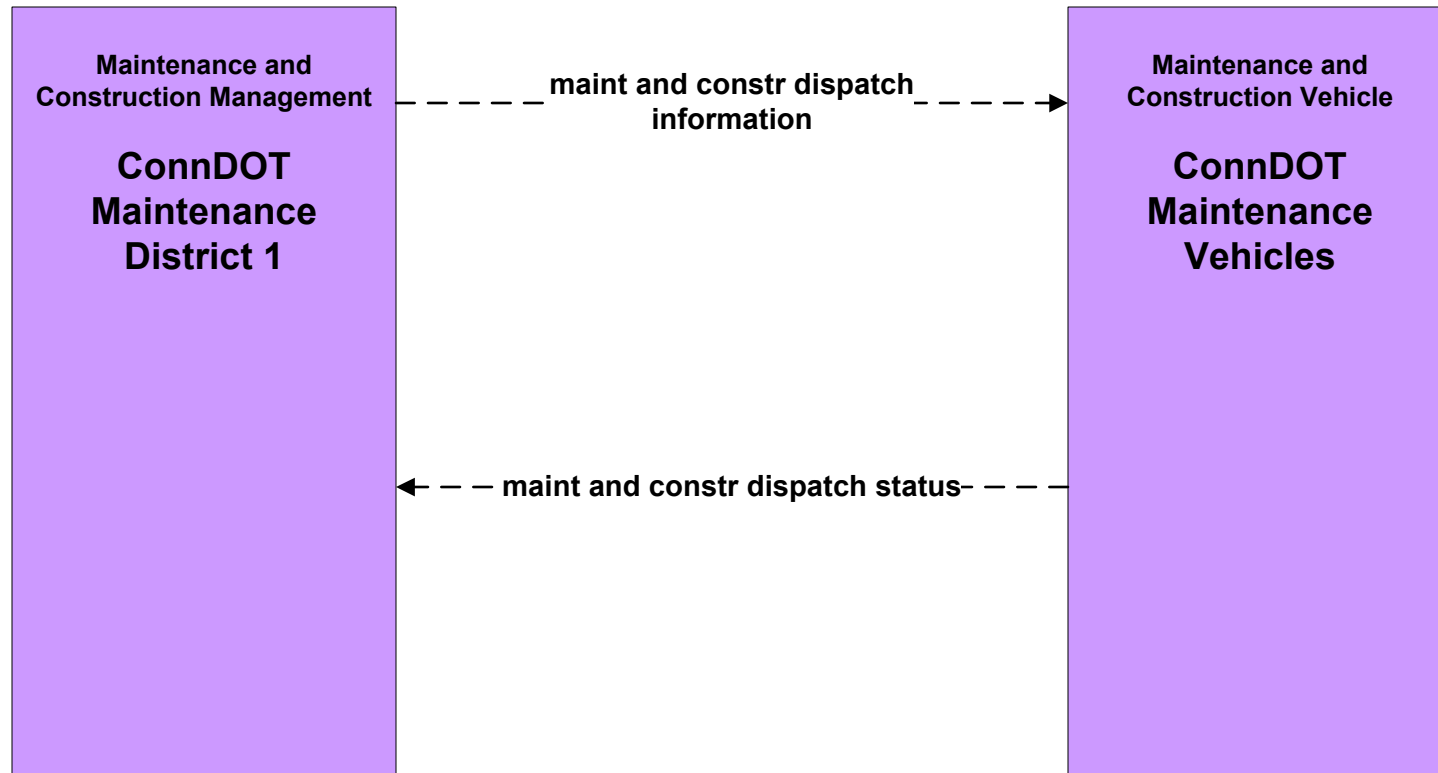 Maintenance and
Construction Management
ConnDOT
Maintenance
District 1
maint and constr dispatch
information
maint and constr dispatch status
Maintenance and
Construction Vehicle
ConnDOT
Maintenance
Vehicles